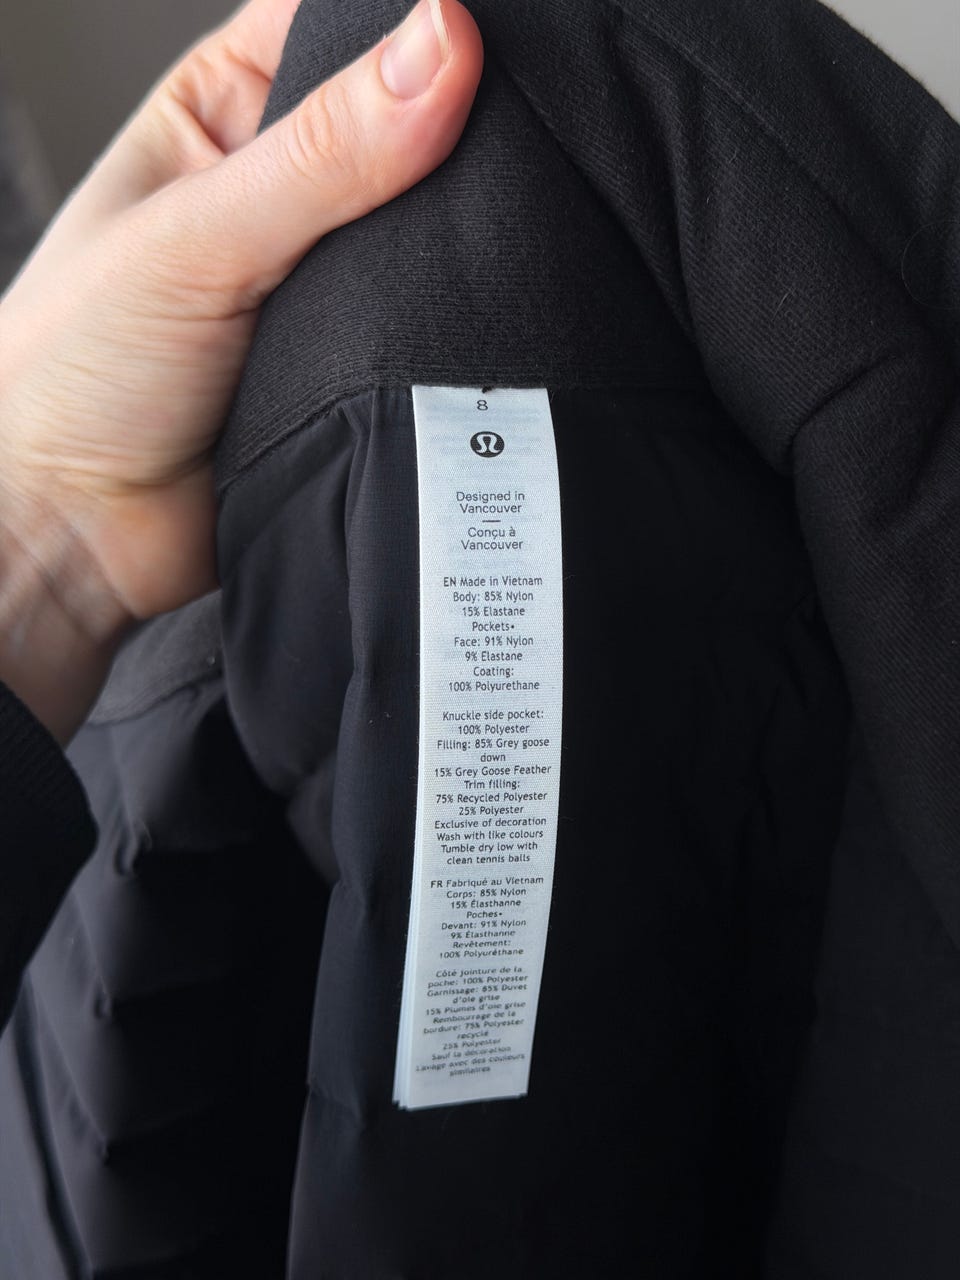 8
Designed in
Vancouver
Conçu à
Vancouver
EN Made in Vietnam
Body: 85% Nylon
15% Elastane
Pockets•
Face: 91% Nylon
9% Elastane
Coating:
100% Polyurethane
Knuckle side pocket:
100% Polyester
Filling: 85% Grey goose
down
15% Grey Goose Feather
Trim filling:
75% Recycled Polyester
25% Polyester
Exclusive of decoration
Wash with like colours
Tumble dry low with
clean tennis balls
FR Fabriqué au Vietnam
Corps: 85% Nylon
15% Élasthanne
Poches•
Devant: 91% Nylon
9% Élasthanne
Revêtement:
100% Polyuréthane
Côté jointure de la
poche: 100% Polyester
Garnissage: 85% Duvet
d'oie grise
15% Plumes d'oie grise
Rembourrage de la
bordure: 75% Polyester
recyclé
25% Polyester
Sauf la décoration
Lavage avec des couleurs
similaires